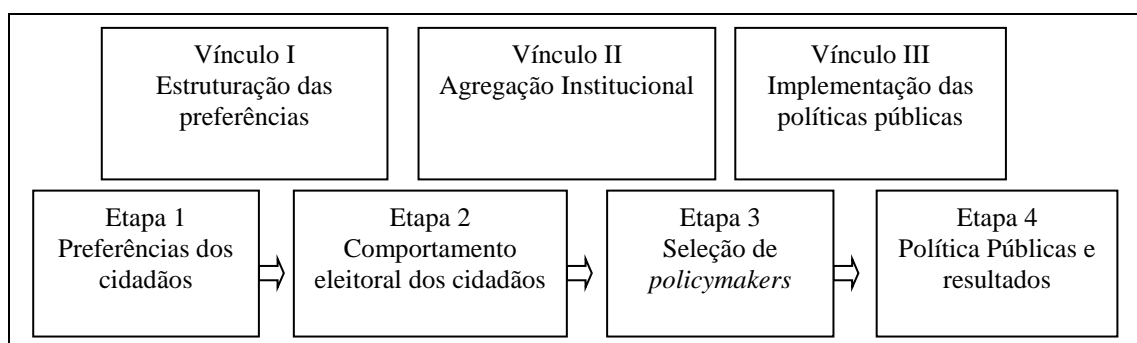 Vínculo I
Estruturação das
preferências
Vínculo II
Agregação Institucional
Vínculo III
Implementação das
políticas públicas
Etapa 1
Preferências dos
cidadãos
Etapa 2
Comportamento
eleitoral dos cidadãos
Etapa 3
Seleção de
policymakers
Etapa 4
Política Públicas e
resultados